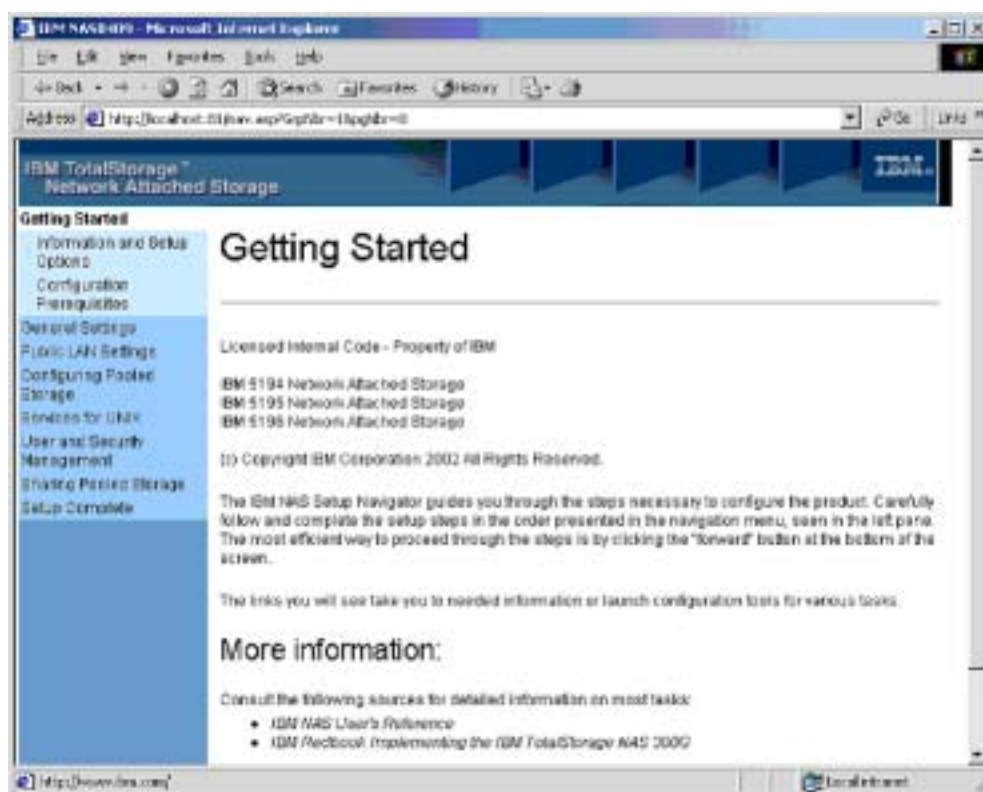 Microsoft Internet Explorer
File Edit View Favorites Tools Help
Back Search Favorites History
Address Go Links
IBM TotalStorage™
Network Attached Storage
IBM
Getting Started
Information and Setup
Options
Configuration
Prerequisites
General Settings
Public LAN Settings
Configuring Pooled
Storage
Services for UNIX
User and Security
Management
Sharing Pooled Storage
Setup Complete
Getting Started
Licensed Internal Code - Property of IBM
IBM 5194 Network Attached Storage
IBM 5195 Network Attached Storage
IBM 5196 Network Attached Storage
(c) Copyright IBM Corporation 2002 All Rights Reserved.
The IBM NAS Setup Navigator guides you through the steps necessary to configure the product. Carefully
follow and complete the setup steps in the order presented in the navigation menu, seen in the left pane.
The most efficient way to proceed through the steps is by clicking the "forward" button at the bottom of the
screen.
The links you will see take you to needed information or launch configuration tools for various tasks.
More information:
Consult the following sources for detailed information on most tasks:
• IBM NAS User's Reference
• IBM Redbook Implementing the IBM TotalStorage NAS 300G
http://www.ibm.com/
Local intranet